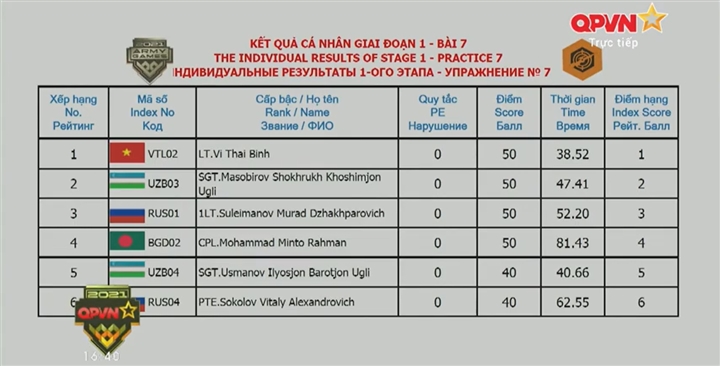 KẾT QUẢ CÁ NHÂN GIAI ĐOẠN 1 - BÀI 7
THE INDIVIDUAL RESULTS OF STAGE 1 - PRACTICE 7
ИНДИВИДУАЛЬНЫЕ РЕЗУЛЬТАТЫ 1-ОГО ЭТАПА - УПРАЖНЕНИЕ № 7
2021
ARMY GAMES
QPVN
Trực tiếp
Xếp hạng Mã số Cấp bậc / Họ tên Quy tắc Điểm Thời gian Điểm hạng
No. Index No Rank / Name PE Score Time Index Score
Рейтинг Код Звание / ФИО Нарушение Балл Время Рейт. Балл
1 VTL02 LT.Vi Thai Binh 0 50 38.52 1
2 UZB03 SGT.Masobirov Shokhrukh Khoshimjon Ugli 0 50 47.41 2
3 RUS01 1LT.Suleimanov Murad Dzhakhparovich 0 50 52.20 3
4 BGD02 CPL.Mohammad Minto Rahman 0 50 81.43 4
5 UZB04 SGT.Usmanov Ilyosjon Barotjon Ugli 0 40 40.66 5
6 RUS04 PTE.Sokolov Vitaly Alexandrovich 0 40 62.55 6
2021
QPVN
16 40